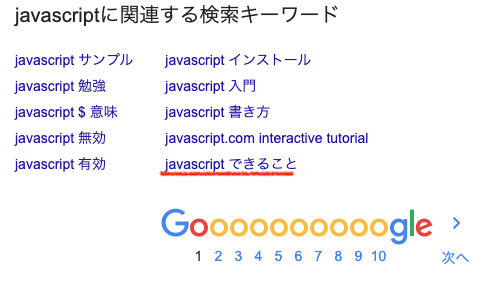 javascriptに関連する検索キーワード
javascript サンプル
javascript 勉強
javascript $ 意味
javascript 無効
javascript 有効
javascript インストール
javascript 入門
javascript 書き方
javascript.com interactive tutorial
javascript できること
Goooooooooogle >
1 2 3 4 5 6 7 8 9 10 次へ